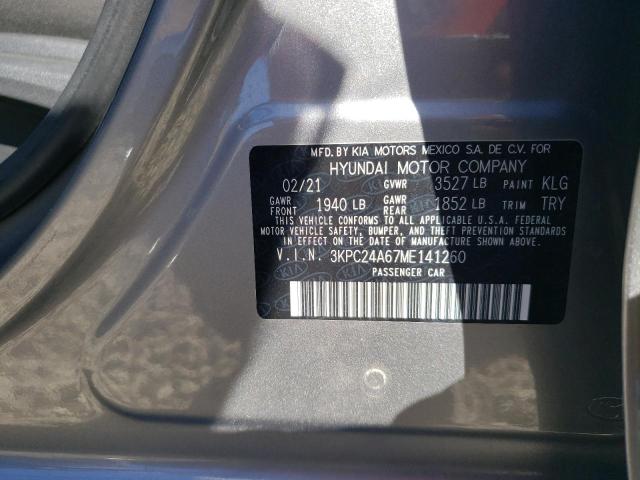 MFD. BY KIA MOTORS MEXICO S.A. DE C.V. FOR
HYUNDAI MOTOR COMPANY
02/21 GVWR 3527 LB PAINT KLG
GAWR FRONT 1940 LB GAWR REAR 1852 LB TRIM TRY
THIS VEHICLE CONFORMS TO ALL APPLICABLE U.S.A. FEDERAL
MOTOR VEHICLE SAFETY, BUMPER, AND THEFT PREVENTION
STANDARDS IN EFFECT ON THE DATE OF MANUFACTURE SHOWN ABOVE.
V.I.N. 3KPC24A67ME141260
PASSENGER CAR